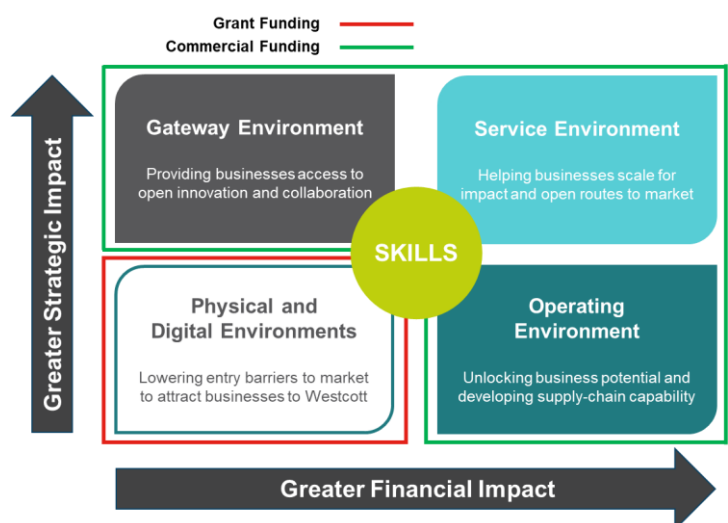 Grant Funding
Commercial Funding
Greater Strategic Impact
Gateway Environment
Providing businesses access to
open innovation and collaboration
Service Environment
Helping businesses scale for
impact and open routes to market
SKILLS
Physical and
Digital Environments
Lowering entry barriers to market
to attract businesses to Westcott
Operating
Environment
Unlocking business potential and
developing supply-chain capability
Greater Financial Impact